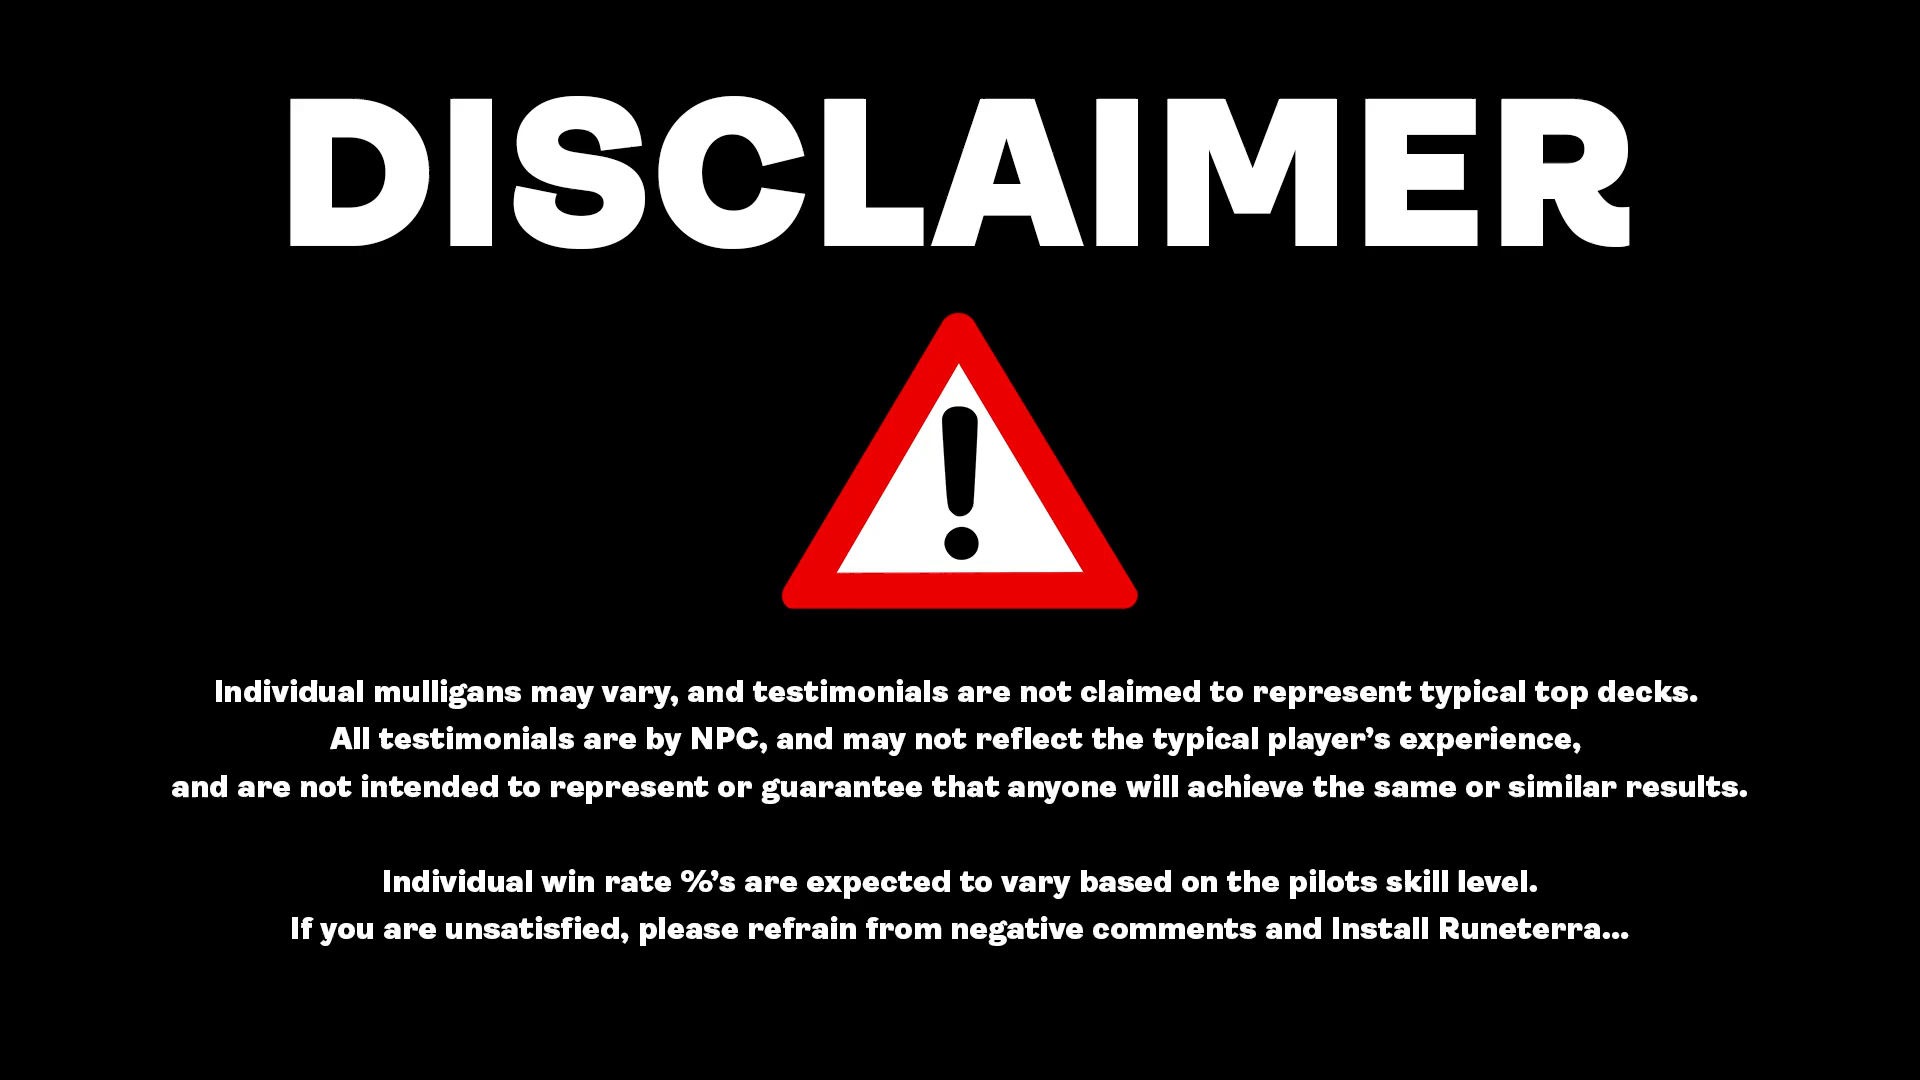 DISCLAIMER
!
Individual mulligans may vary, and testimonials are not claimed to represent typical top decks.
All testimonials are by NPC, and may not reflect the typical player’s experience,
and are not intended to represent or guarantee that anyone will achieve the same or similar results.
Individual win rate %’s are expected to vary based on the pilots skill level.
If you are unsatisfied, please refrain from negative comments and Install Runeterra...